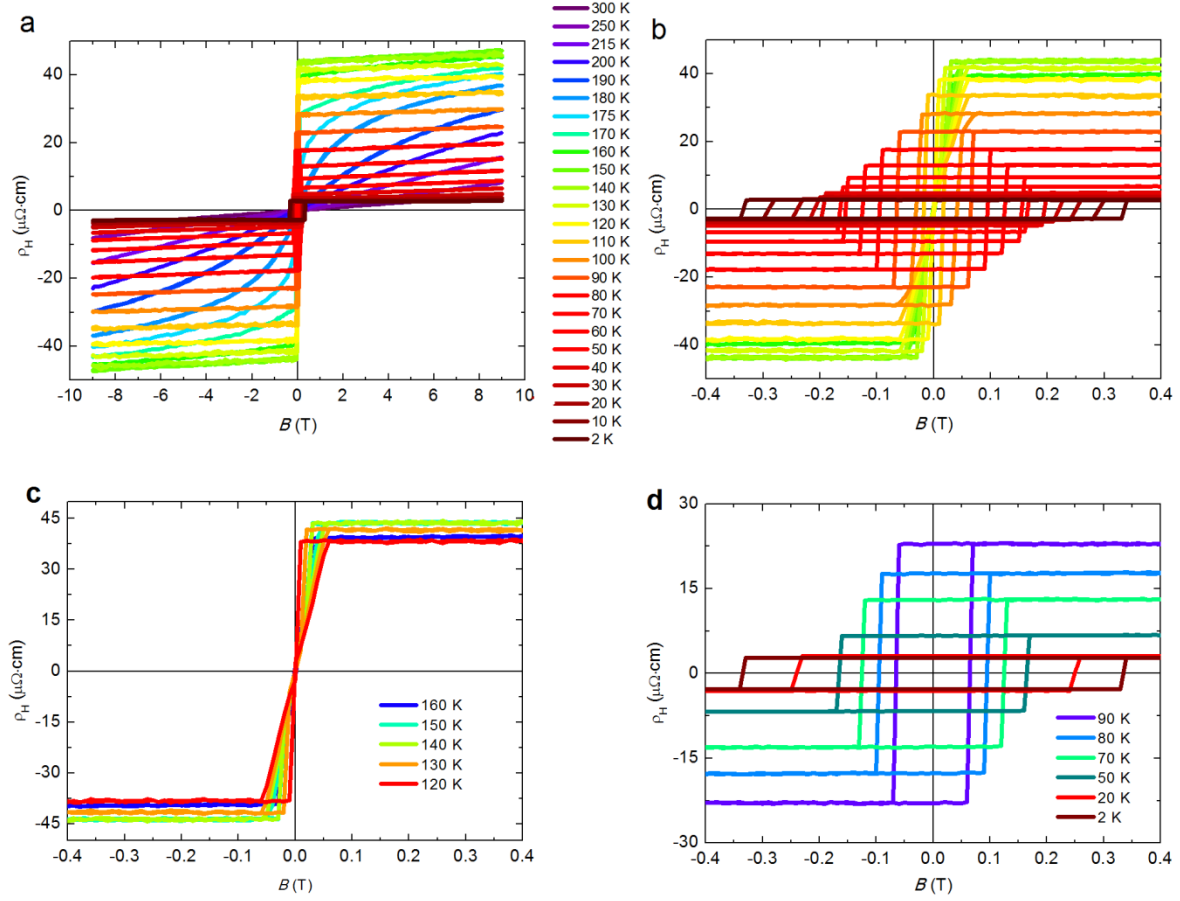 a
40
20
0
-20
-40
ρH (μΩ·cm)
-10 -8 -6 -4 -2 0 2 4 6 8 10
B (T)
300 K
250 K
215 K
200 K
190 K
180 K
175 K
170 K
160 K
150 K
140 K
130 K
120 K
110 K
100 K
90 K
80 K
70 K
60 K
50 K
40 K
30 K
20 K
10 K
2 K
b
40
20
0
-20
-40
ρH (μΩ·cm)
-0.4 -0.3 -0.2 -0.1 0.0 0.1 0.2 0.3 0.4
B (T)
c
45
30
15
0
-15
-30
-45
ρH (μΩ·cm)
160 K
150 K
140 K
130 K
120 K
-0.4 -0.3 -0.2 -0.1 0.0 0.1 0.2 0.3 0.4
B (T)
d
30
15
0
-15
-30
ρH (μΩ·cm)
90 K
80 K
70 K
50 K
20 K
2 K
-0.4 -0.3 -0.2 -0.1 0.0 0.1 0.2 0.3 0.4
B (T)